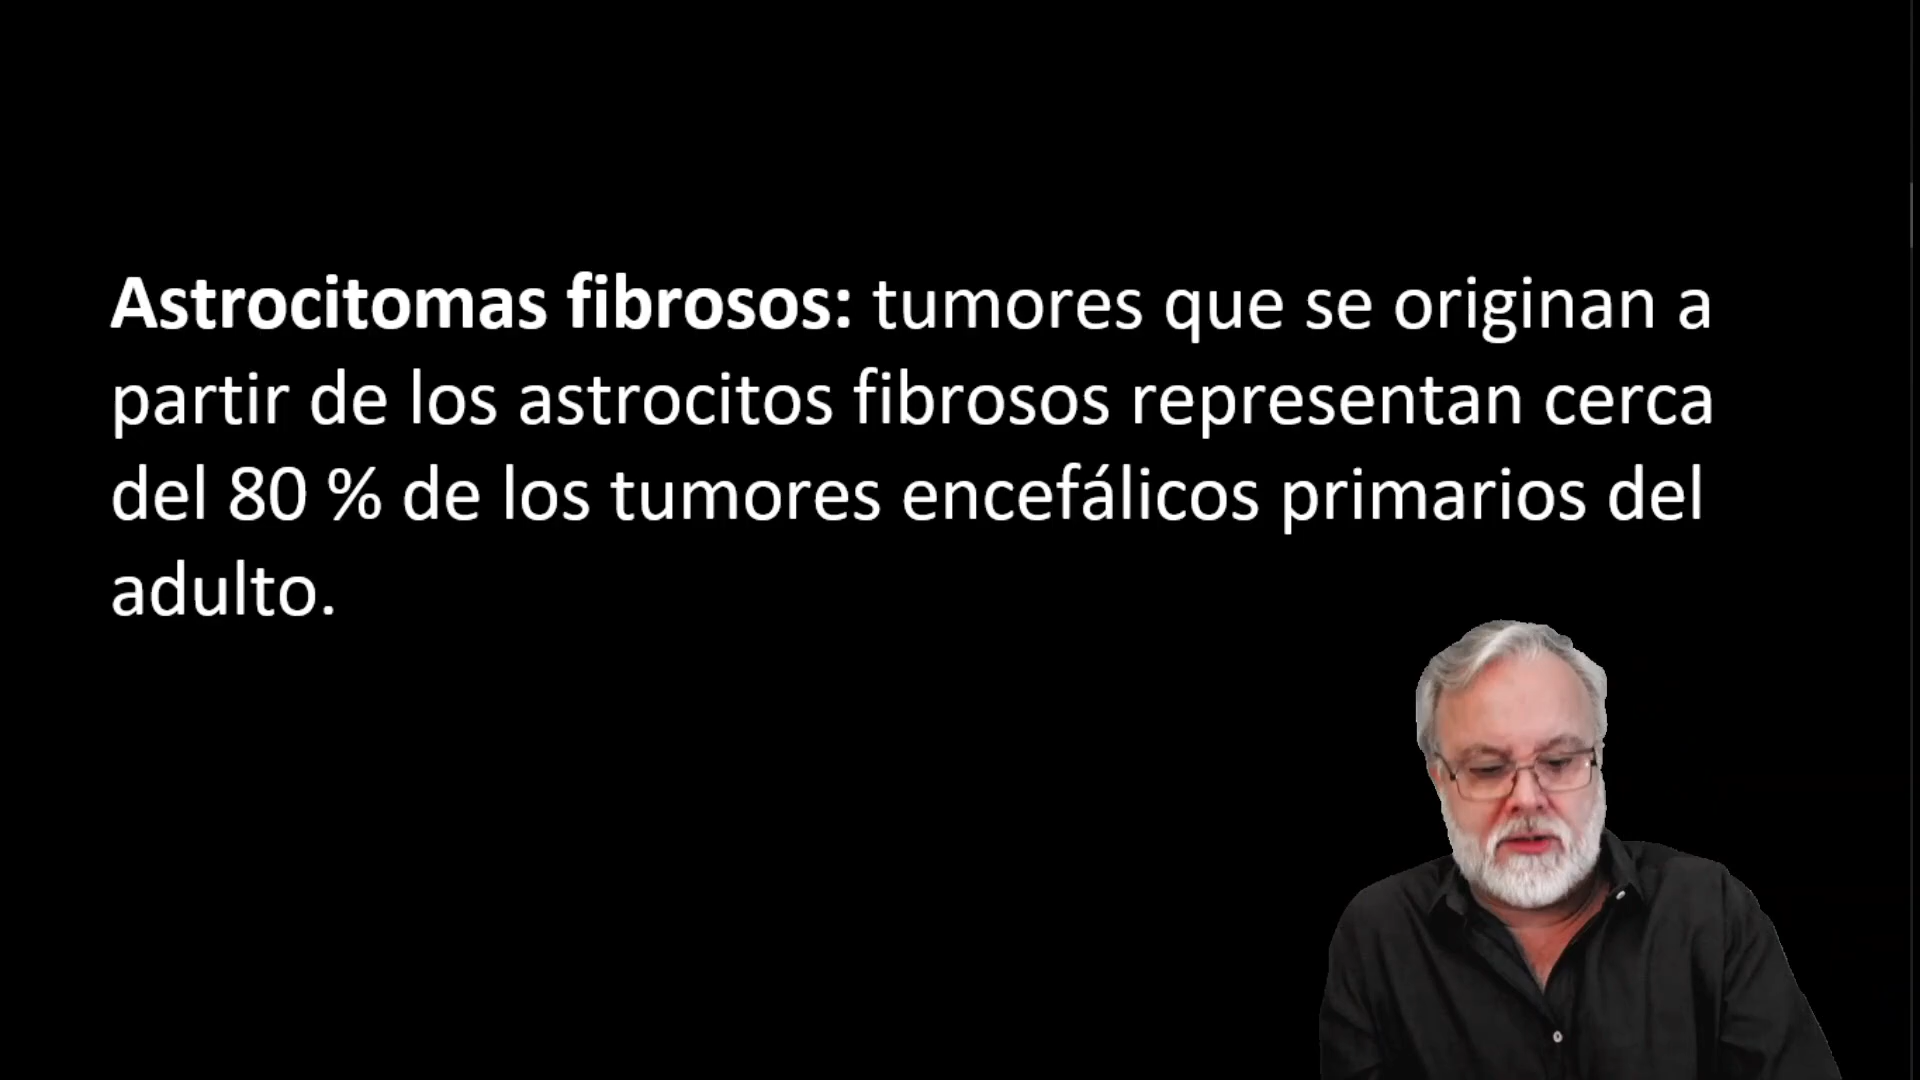 Astrocitomas fibrosos: tumores que se originan a
partir de los astrocitos fibrosos representan cerca
del 80 % de los tumores encefálicos primarios del
adulto.